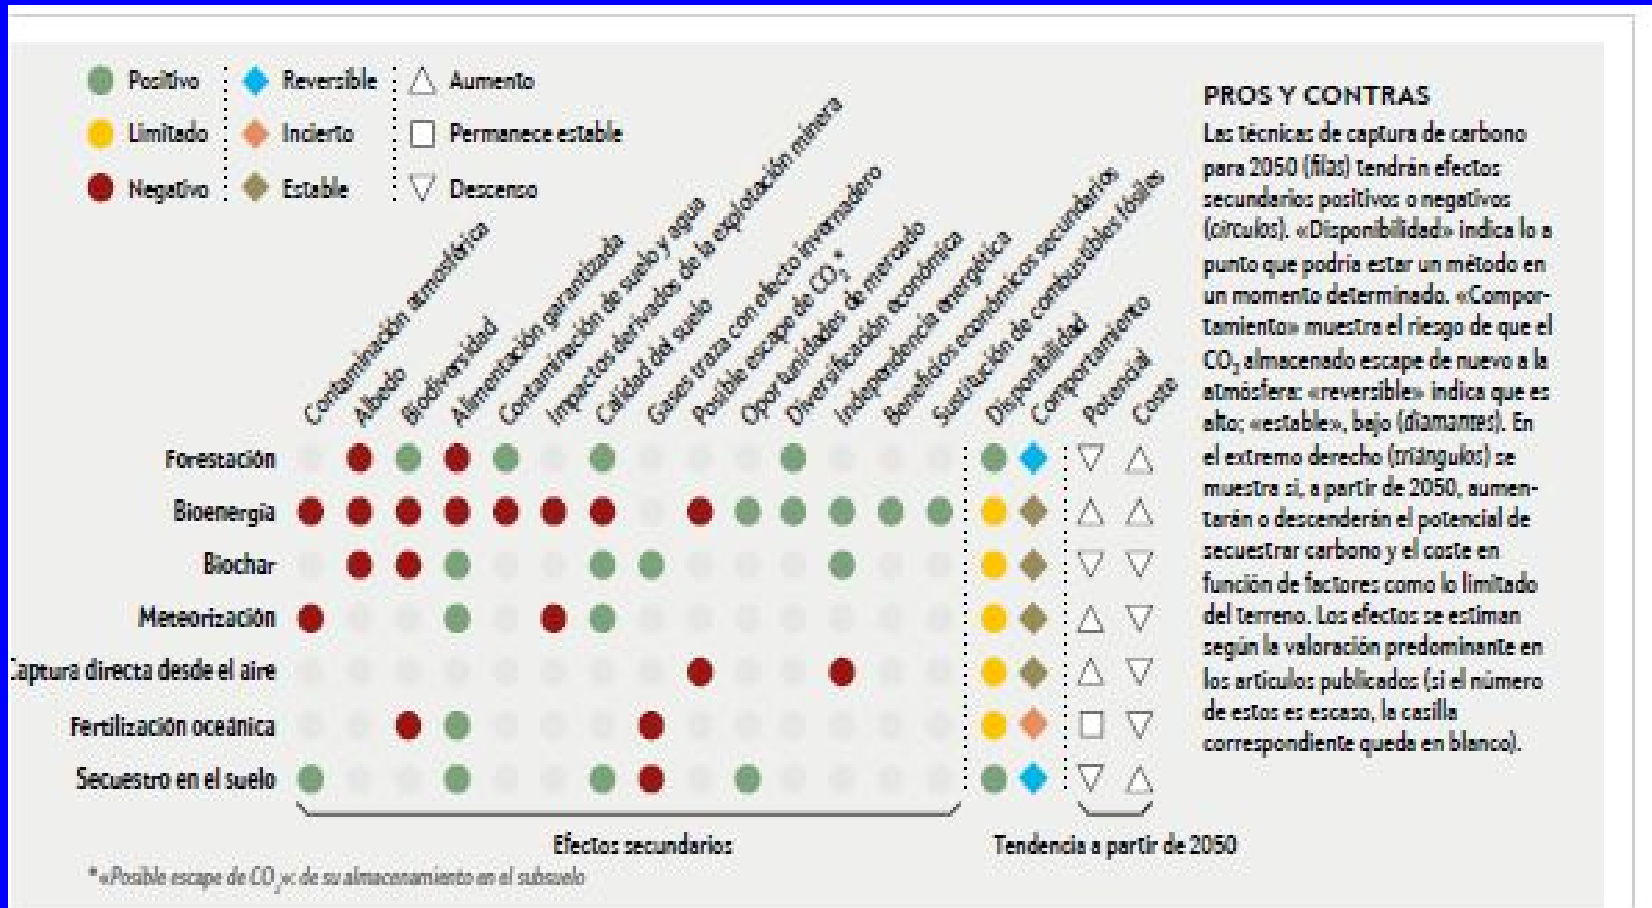 Positivo
Reversible
Aumento
Limitado
Incierto
Permanece estable
Negativo
Estable
Descenso
Contaminación atmosférica
Albedo
Biodiversidad
Alimentación garantizada
Contaminación de suelo y agua
Impactos derivados de la explotación minera
Calidad del suelo
Gases traza con efecto invernadero
Posible escape de CO₂*
Oportunidades de mercado
Diversificación económica
Independencia energética
Beneficios económicos secundarios
Sustitución de combustibles fósiles
Disponibilidad
Comportamiento
Potencial
Coste
Forestación
Bioenergía
Biochar
Meteorización
Captura directa desde el aire
Fertilización oceánica
Secuestro en el suelo
Efectos secundarios
Tendencia a partir de 2050
*«Posible escape de CO₂«: de su almacenamiento en el subsuelo
PROS Y CONTRAS
Las técnicas de captura de carbono
para 2050 (filas) tendrán efectos
secundarios positivos o negativos
(círculos). «Disponibilidad» indica lo a
punto que podría estar un método en
un momento determinado. «Compor-
tamiento» muestra el riesgo de que el
CO₂ almacenado escape de nuevo a la
atmósfera: «reversible» indica que es
alto; «estable», bajo (diamantes). En
el extremo derecho (triángulos) se
muestra si, a partir de 2050, aumen-
tarán o descenderán el potencial de
secuestrar carbono y el coste en
función de factores como lo limitado
del terreno. Los efectos se estiman
según la valoración predominante en
los artículos publicados (si el número
de estos es escaso, la casilla
correspondiente queda en blanco).